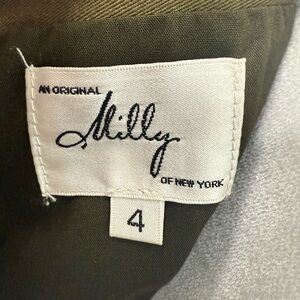 AN ORIGINAL
Milly
OF NEW YORK
4